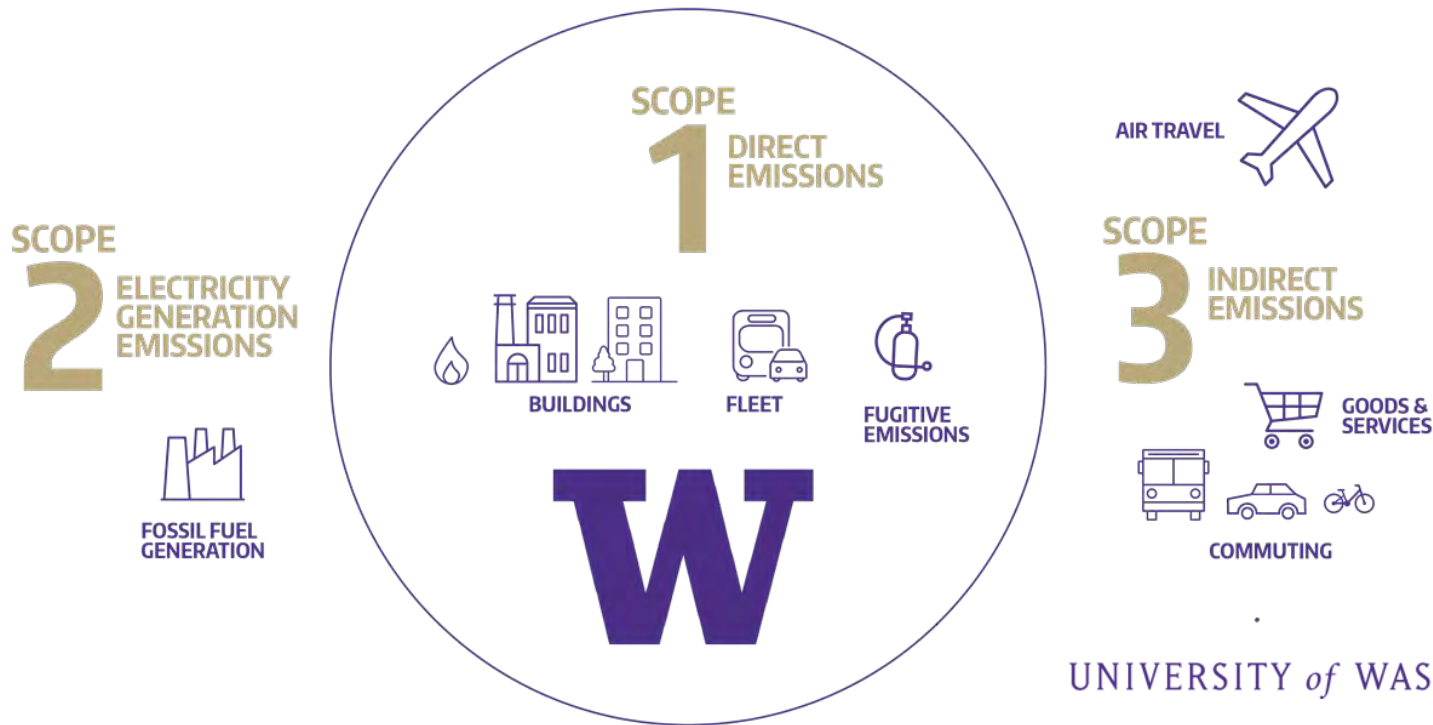 SCOPE
2
ELECTRICITY
GENERATION
EMISSIONS
FOSSIL FUEL
GENERATION
SCOPE
1
DIRECT
EMISSIONS
BUILDINGS
FLEET
FUGITIVE
EMISSIONS
W
AIR TRAVEL
SCOPE
3
INDIRECT
EMISSIONS
GOODS &
SERVICES
COMMUTING
UNIVERSITY of WAS